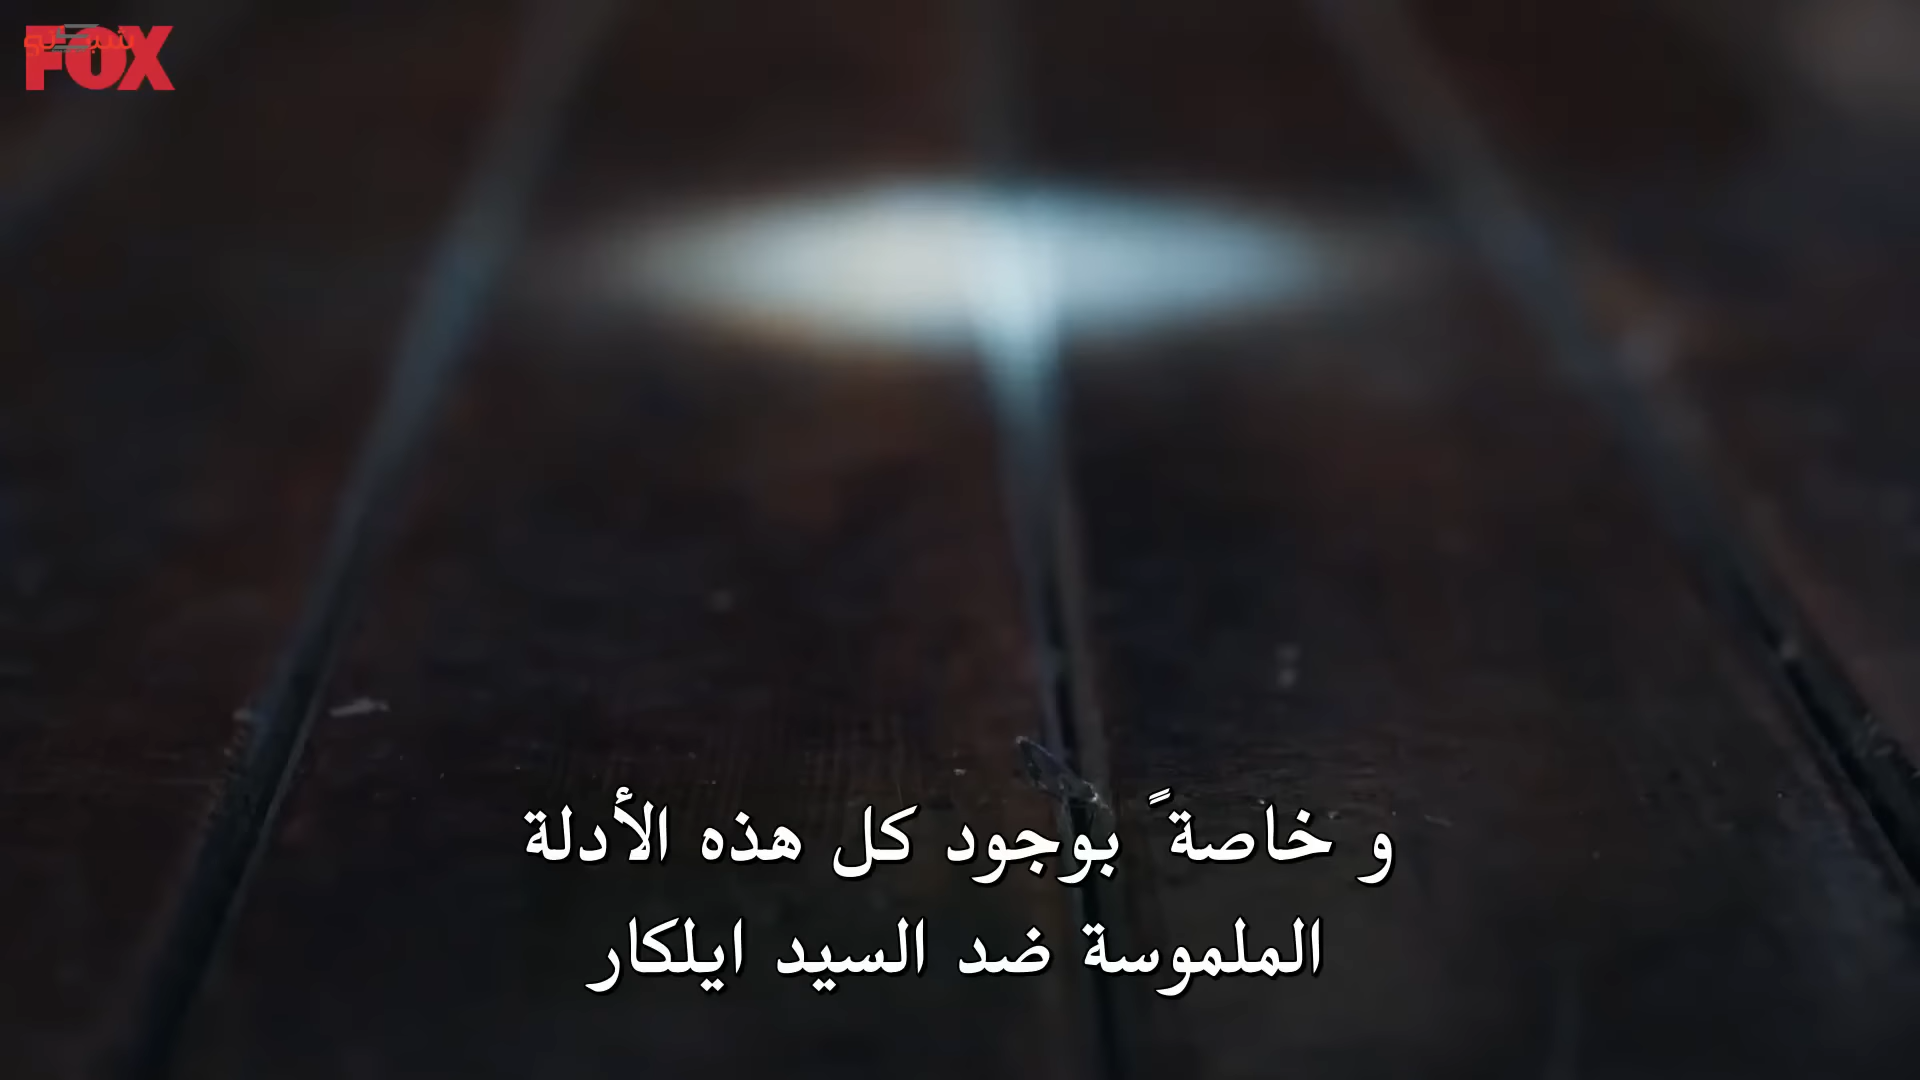 FOX
و خاصة ً بوجود كل هذه الأدلة
الملموسة ضد السيد ايلكار